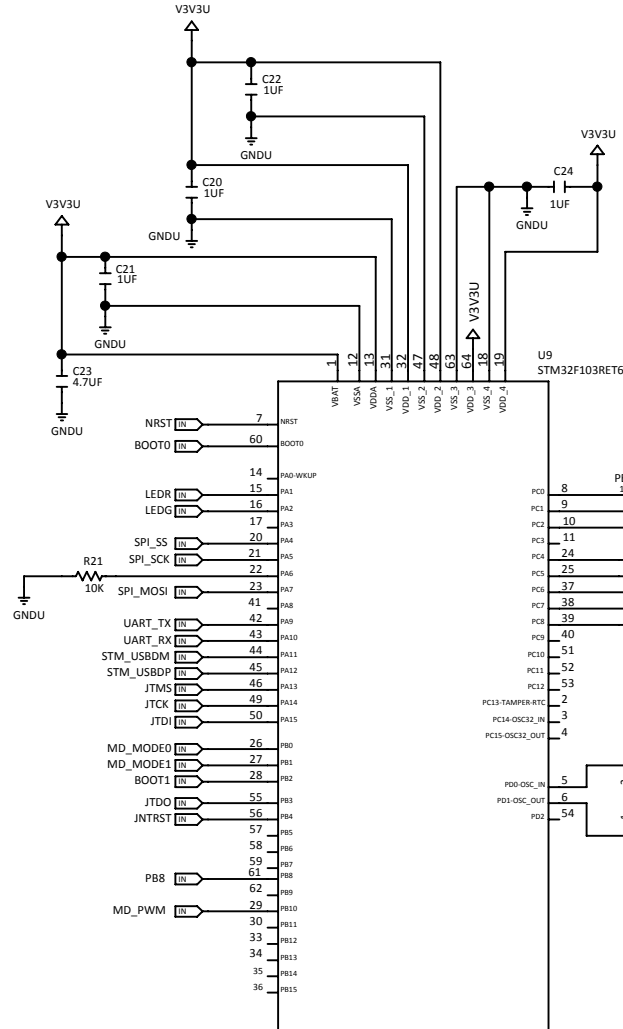 V3V3U
C22
1UF
GNDU
V3V3U
C24
1UF
GNDU
C20
1UF
GNDU
V3V3U
C21
1UF
GNDU
C23
4.7UF
GNDU
V3V3U
1 12 13 31 32 47 48 63 64 18 19
VBAT VSSA VDDA VSS_1 VDD_1 VSS_2 VDD_2 VSS_3 VDD_3 VSS_4 VDD_4
U9
STM32F103RET6
NRST IN 7 NRST
BOOT0 IN 60 BOOT0
14 PA0-WKUP
LEDR IN 15 PA1
LEDG IN 16 PA2
17 PA3
SPI_SS IN 20 PA4
SPI_SCK IN 21 PA5
R21
10K
GNDU
22 PA6
SPI_MOSI IN 23 PA7
41 PA8
UART_TX IN 42 PA9
UART_RX IN 43 PA10
STM_USBDM IN 44 PA11
STM_USBDP IN 45 PA12
JTMS IN 46 PA13
JTCK IN 49 PA14
JTDI IN 50 PA15
MD_MODE0 IN 26 PB0
MD_MODE1 IN 27 PB1
BOOT1 IN 28 PB2
JTDO IN 55 PB3
JNTRST IN 56 PB4
57 PB5
58 PB6
59 PB7
PB8 IN 61 PB8
62 PB9
MD_PWM IN 29 PB10
30 PB11
33 PB12
34 PB13
35 PB14
36 PB15
PC0 8
PC1 9
PC2 10
PC3 11
PC4 24
PC5 25
PC6 37
PC7 38
PC8 39
PC9 40
PC10 51
PC11 52
PC12 53
PC13-TAMPER-RTC 2
PC14-OSC32_IN 3
PC15-OSC32_OUT 4
PD0-OSC_IN 5
PD1-OSC_OUT 6
PD2 54